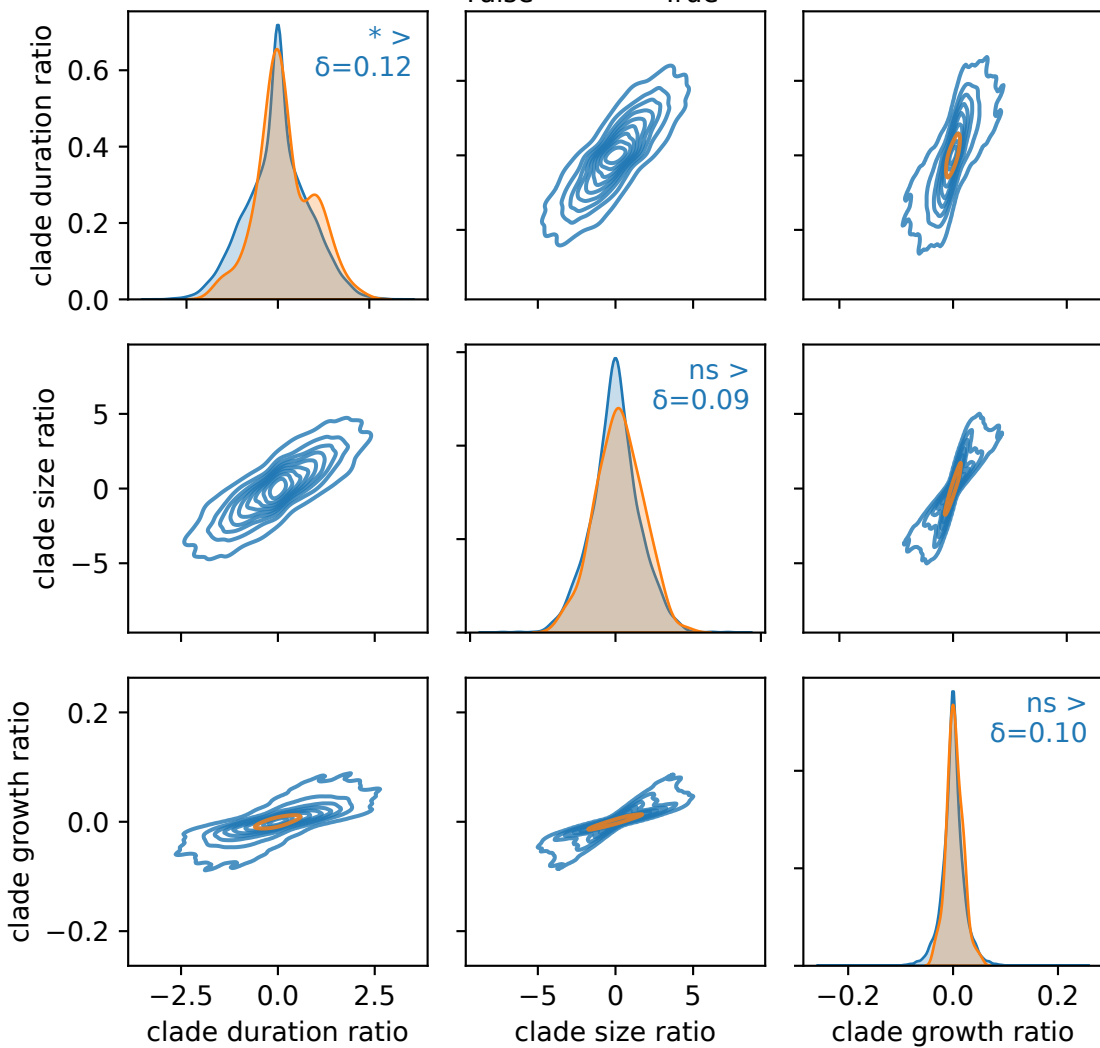 clade duration ratio
0.6
0.4
0.2
0.0
* >
δ=0.12
clade size ratio
5
0
−5
ns >
δ=0.09
clade growth ratio
0.2
0.0
−0.2
ns >
δ=0.10
−2.5 0.0 2.5
−5 0 5
−0.2 0.0 0.2
clade duration ratio
clade size ratio
clade growth ratio